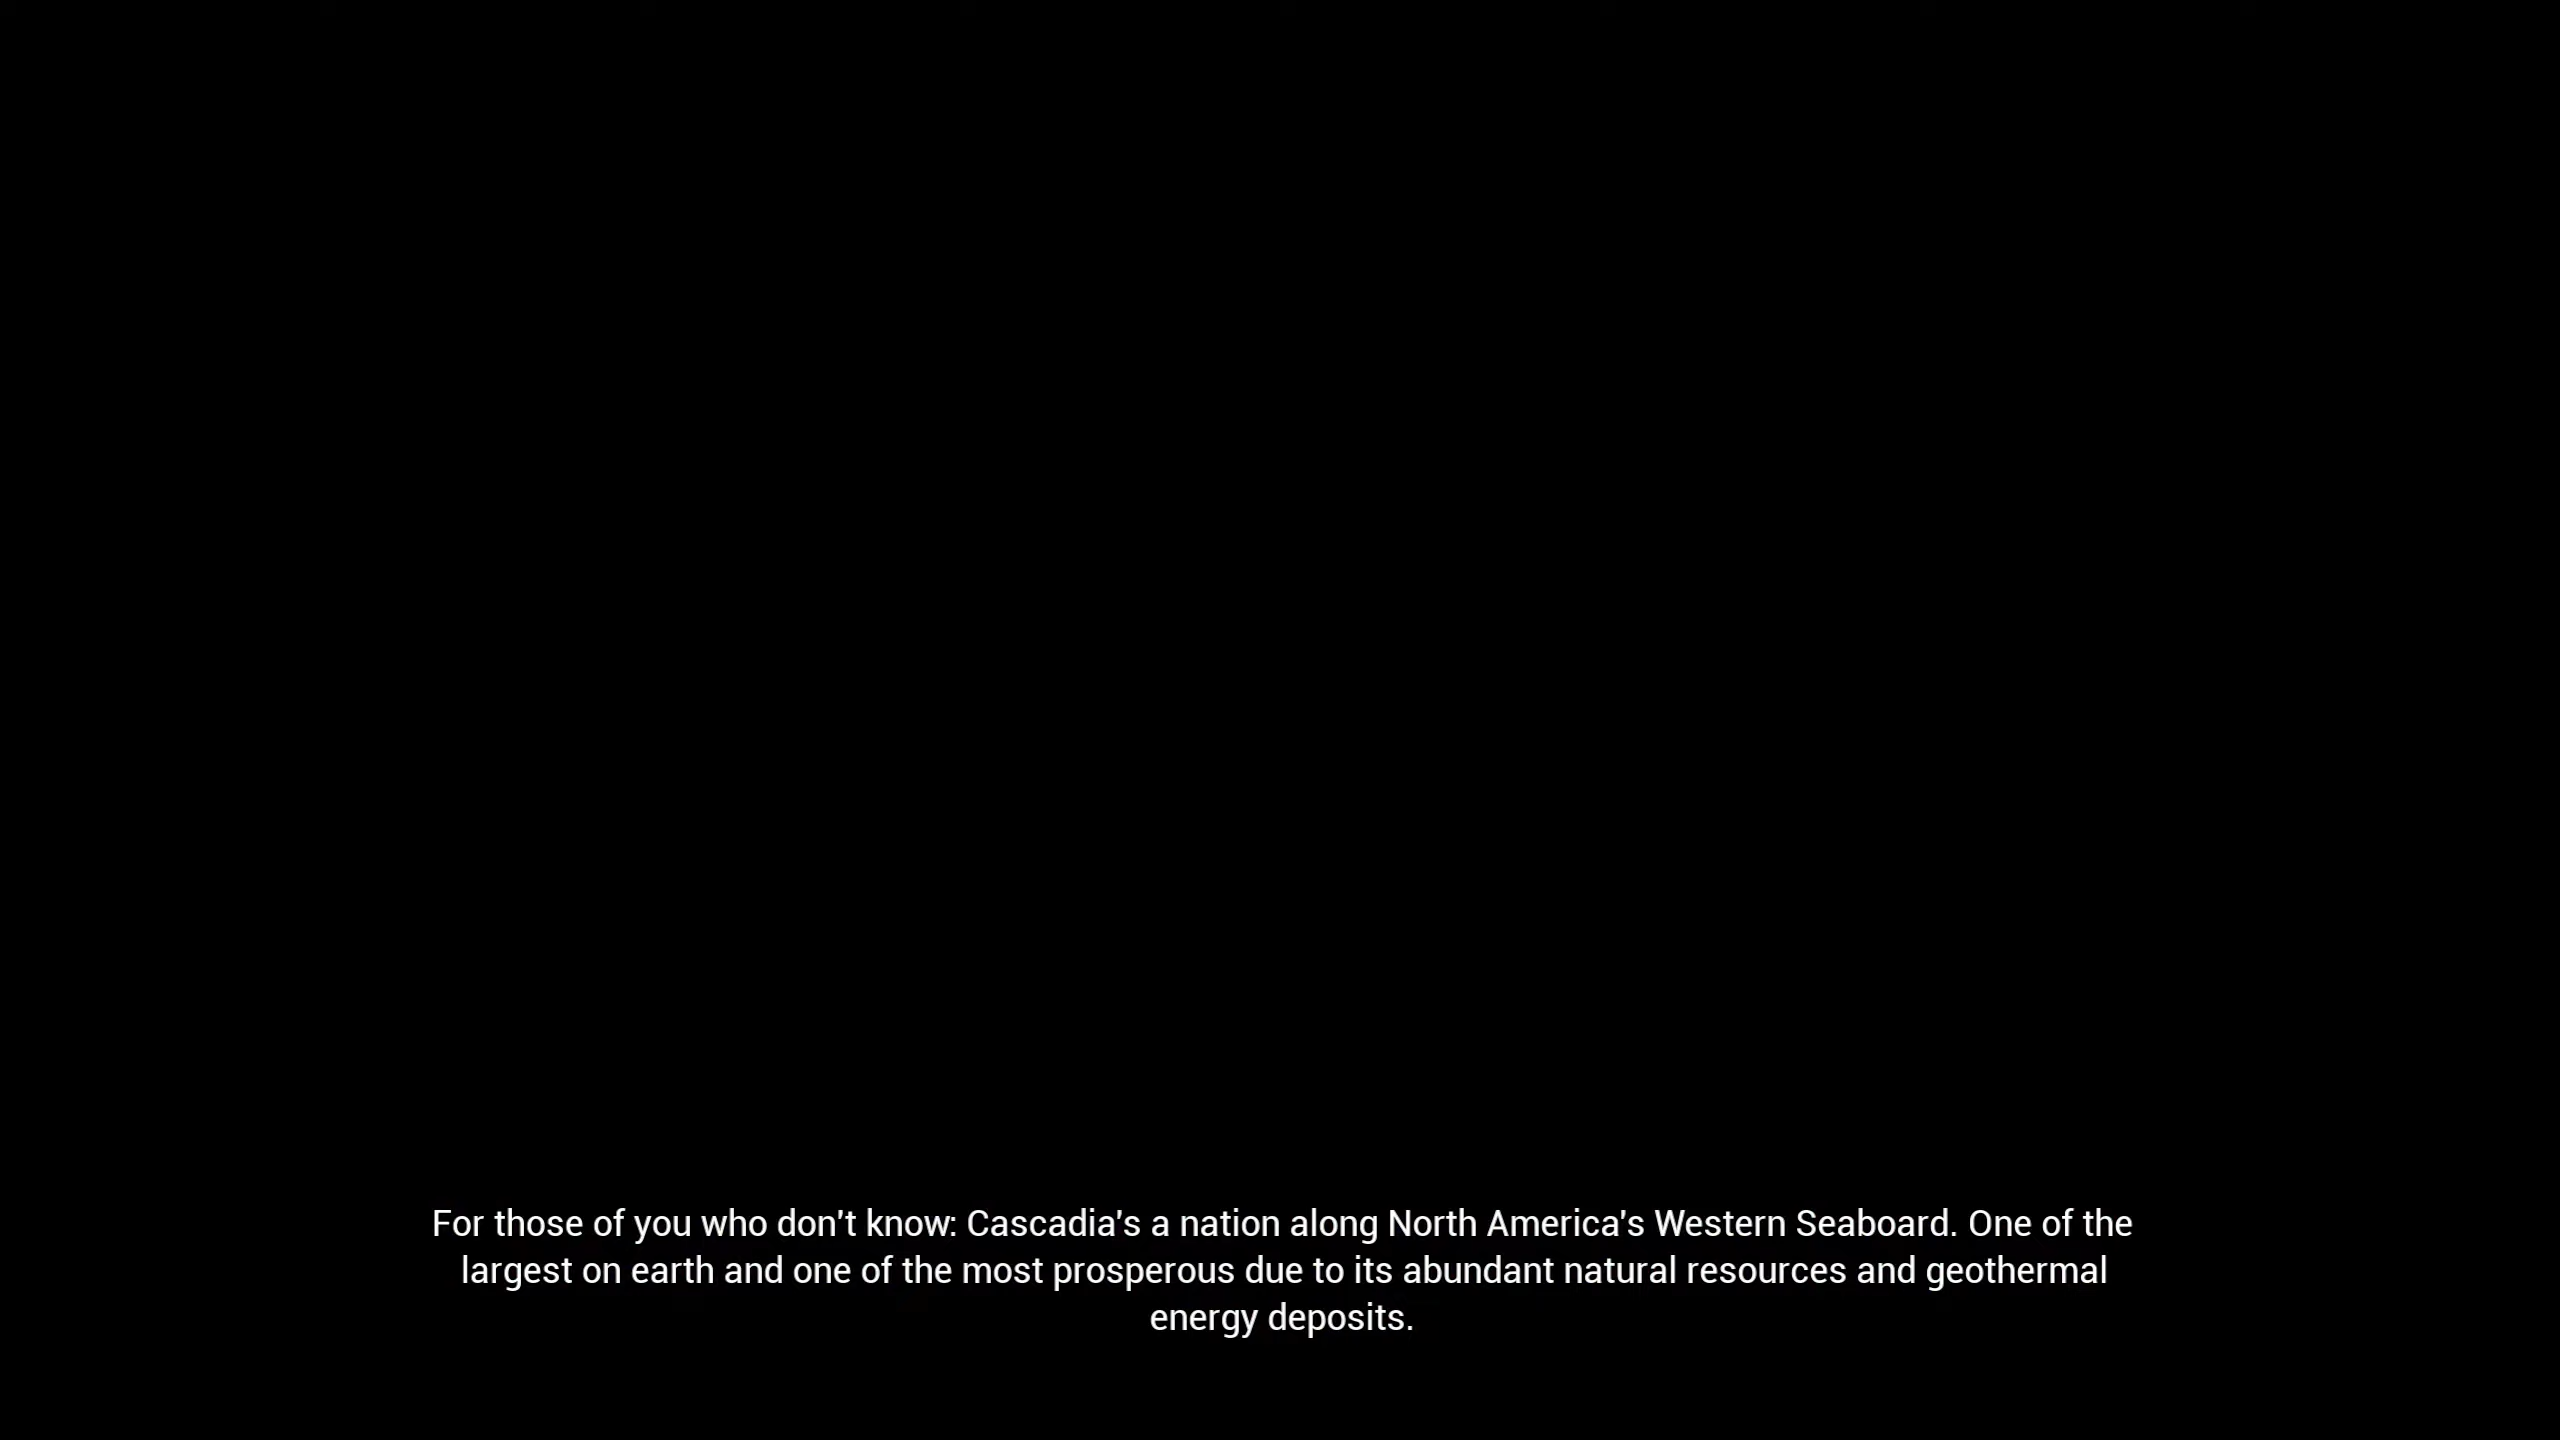 For those of you who don't know: Cascadia's a nation along North America's Western Seaboard. One of the
largest on earth and one of the most prosperous due to its abundant natural resources and geothermal
energy deposits.